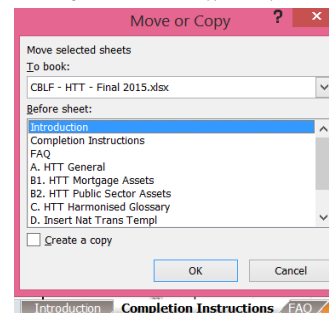 Move or Copy ? ×
Move selected sheets
To book:
CBLF - HTT - Final 2015.xlsx
Before sheet:
Introduction
Completion Instructions
FAQ
A. HTT General
B1. HTT Mortgage Assets
B2. HTT Public Sector Assets
C. HTT Harmonised Glossary
D. Insert Nat Trans Templ
Create a copy
OK Cancel
Introduction Completion Instructions FAQ